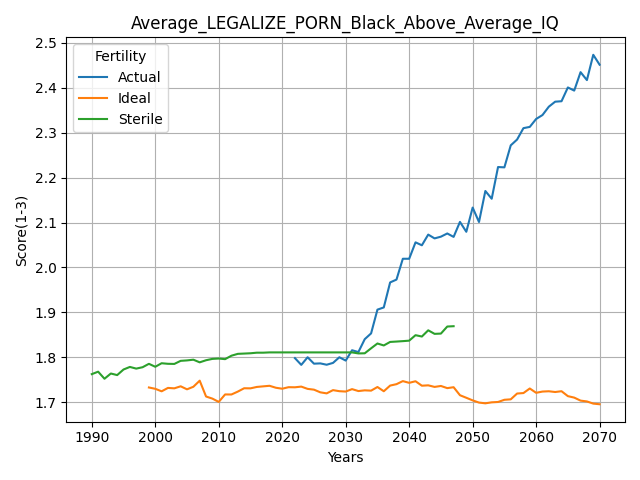 Average_LEGALIZE_PORN_Black_Above_Average_IQ
Fertility
Actual
Ideal
Sterile
Score(1-3)
2.5
2.4
2.3
2.2
2.1
2.0
1.9
1.8
1.7
1990 2000 2010 2020 2030 2040 2050 2060 2070
Years